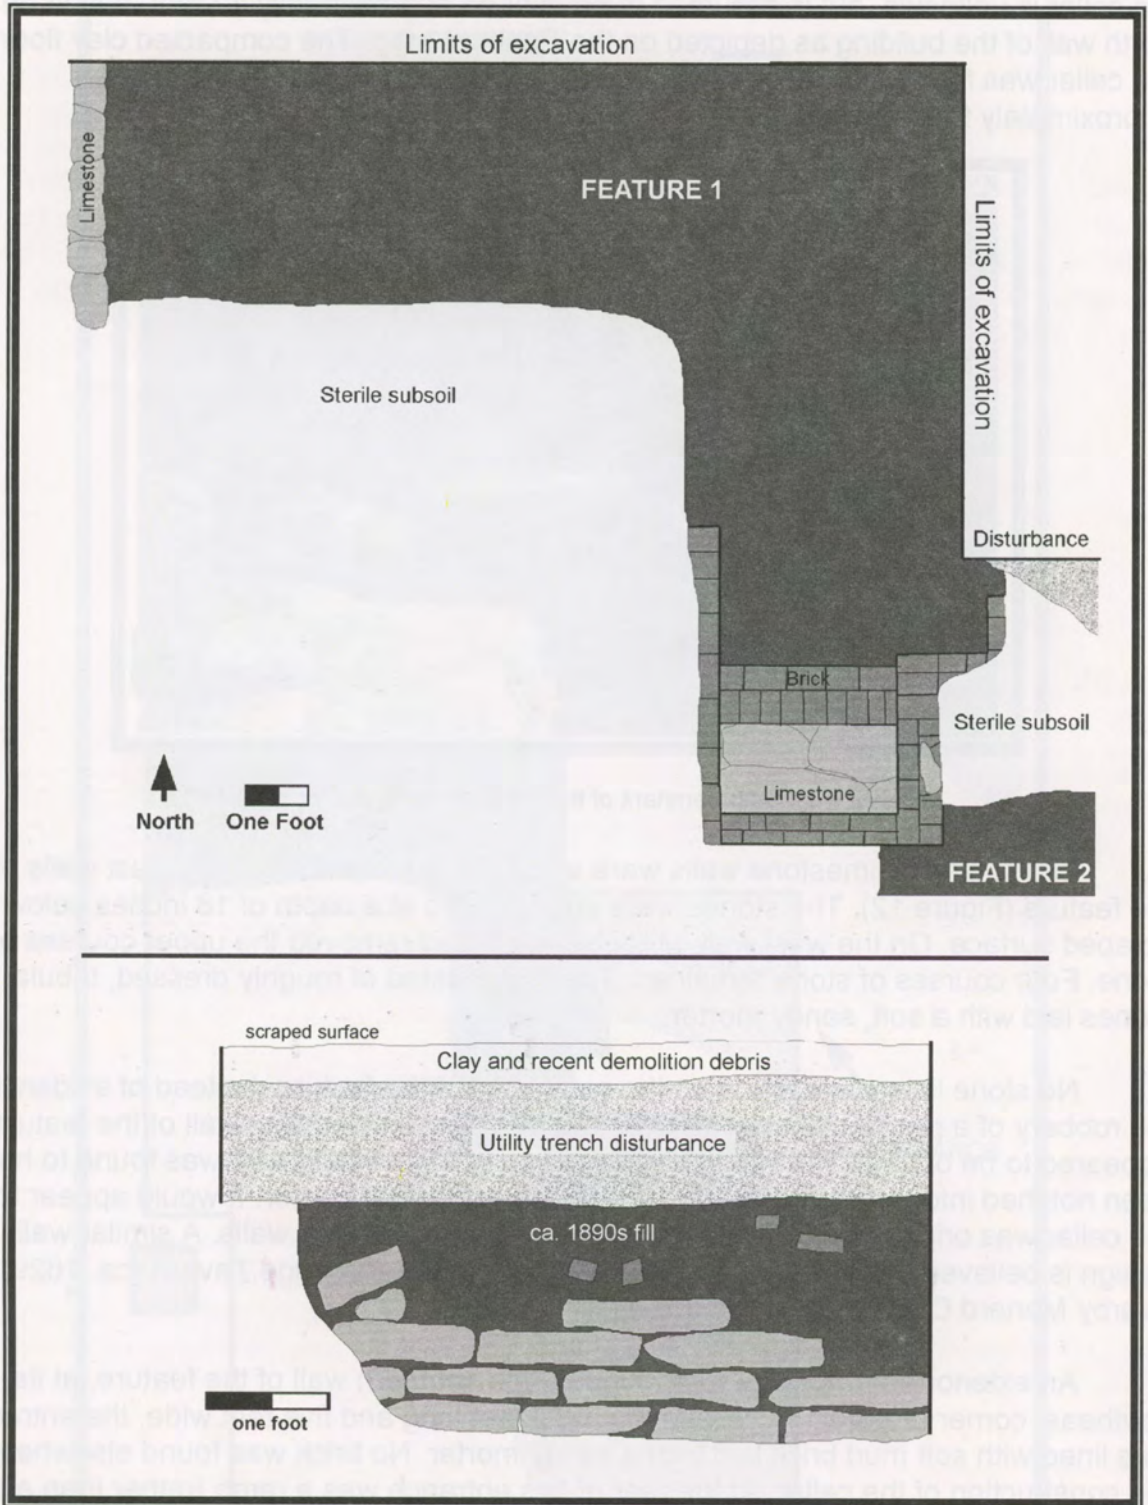 Limits of excavation
Limestone
FEATURE 1
Limits of excavation
Sterile subsoil
Disturbance
Brick
Sterile subsoil
Limestone
North One Foot
FEATURE 2
scraped surface
Clay and recent demolition debris
Utility trench disturbance
ca. 1890s fill
one foot